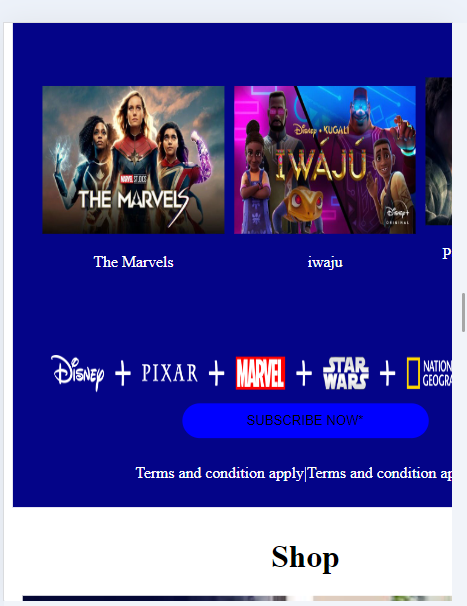 MARVEL STUDIOS
THE MARVELS
Disney + KUGALI
IWÁJÚ
Disney+
ORIGINAL
The Marvels
iwaju
P
Disney + PIXAR + MARVEL + STAR WARS + NATION GEOGRA
SUBSCRIBE NOW*
Terms and condition apply|Terms and condition ap
Shop